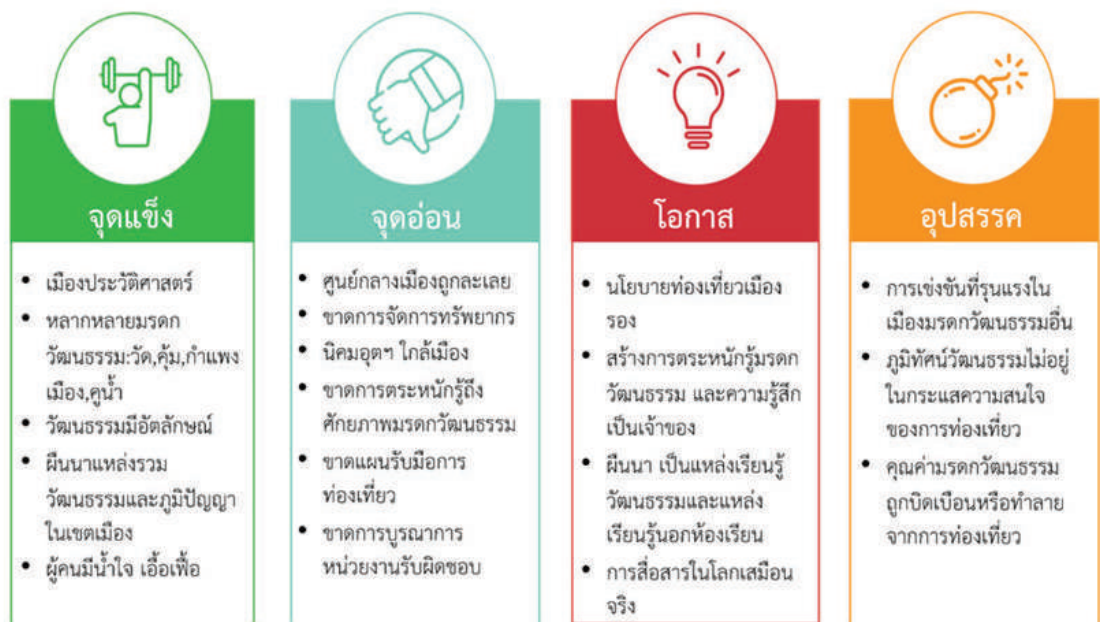 จุดแข็ง
เมืองประวัติศาสตร์
หลากหลายมรดก
วัฒนธรรม:วัด,คุ้ม,กำแพง
เมือง,คูน้ำ
วัฒนธรรมมีอัตลักษณ์
ผืนนาแหล่งรวม
วัฒนธรรมและภูมิปัญญา
ในเขตเมือง
ผู้คนมีน้ำใจ เอื้อเฟื้อ
จุดอ่อน
ศูนย์กลางเมืองถูกละเลย
ขาดการจัดการทรัพยากร
นิคมอุตฯ ใกล้เมือง
ขาดการตระหนักรู้ถึง
ศักยภาพมรดกวัฒนธรรม
ขาดแผนรับมือการ
ท่องเที่ยว
ขาดการบูรณาการ
หน่วยงานรับผิดชอบ
โอกาส
นโยบายท่องเที่ยวเมือง
รอง
สร้างการตระหนักรู้มรดก
วัฒนธรรม และความรู้สึก
เป็นเจ้าของ
ผืนนา เป็นแหล่งเรียนรู้
วัฒนธรรมและแหล่ง
เรียนรู้นอกห้องเรียน
การสื่อสารในโลกเสมือน
จริง
อุปสรรค
การแข่งขันที่รุนแรงใน
เมืองมรดกวัฒนธรรมอื่น
ภูมิทัศน์วัฒนธรรมไม่อยู่
ในกระแสความสนใจ
ของการท่องเที่ยว
คุณค่ามรดกวัฒนธรรม
ถูกบิดเบือนหรือทำลาย
จากการท่องเที่ยว